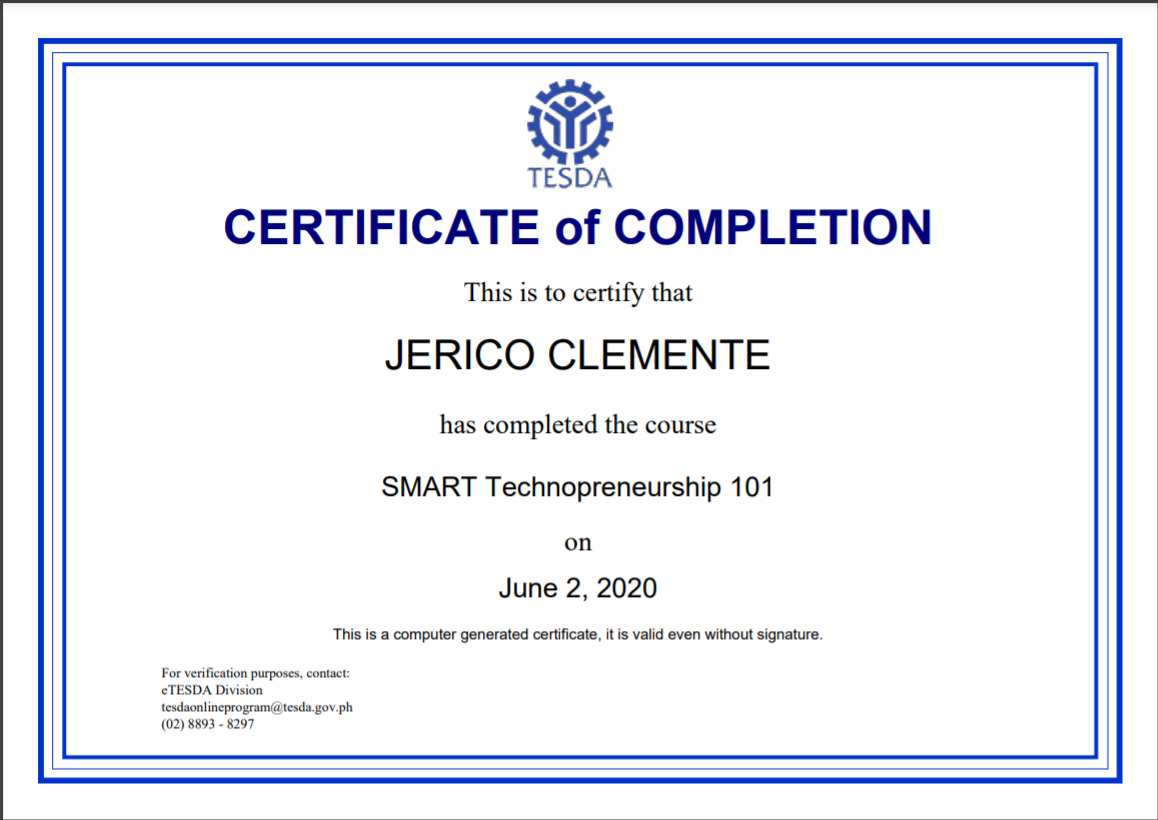 TESDA
CERTIFICATE of COMPLETION
This is to certify that
JERICO CLEMENTE
has completed the course
SMART Technopreneurship 101
on
June 2, 2020
This is a computer generated certificate, it is valid even without signature.
For verification purposes, contact:
eTESDA Division
tesdaonlineprogram@tesda.gov.ph
(02) 8893 - 8297